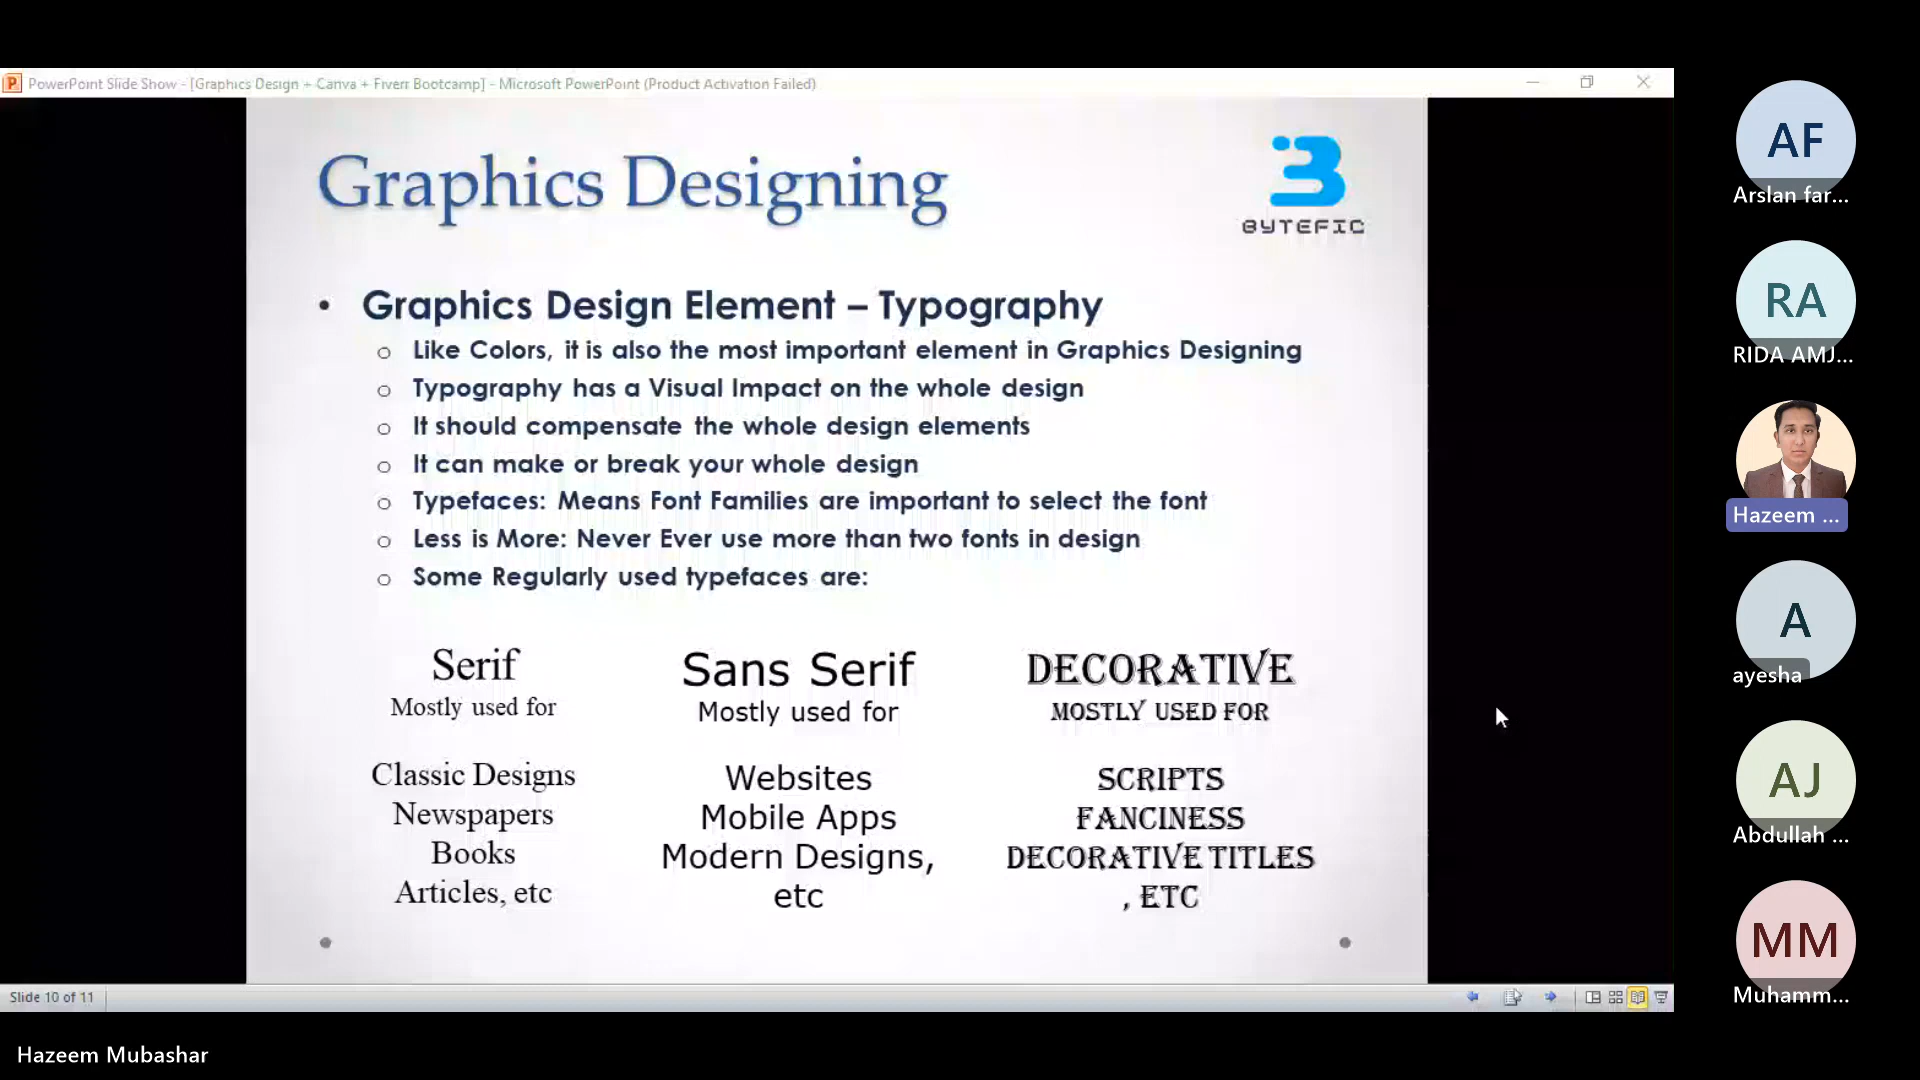 PowerPoint Slide Show - [Graphics Design + Canva + Fiverr Bootcamp] - Microsoft PowerPoint (Product Activation Failed)
Graphics Designing
BYTEFIC
• Graphics Design Element – Typography
o Like Colors, it is also the most important element in Graphics Designing
o Typography has a Visual Impact on the whole design
o It should compensate the whole design elements
o It can make or break your whole design
o Typefaces: Means Font Families are important to select the font
o Less is More: Never Ever use more than two fonts in design
o Some Regularly used typefaces are:
Serif
Mostly used for
Classic Designs
Newspapers
Books
Articles, etc
Sans Serif
Mostly used for
Websites
Mobile Apps
Modern Designs,
etc
DECORATIVE
MOSTLY USED FOR
SCRIPTS
FANCINESS
DECORATIVE TITLES
, ETC
Slide 10 of 11
AF
Arslan far...
RA
RIDA AMJ...
Hazeem ...
A
ayesha
AJ
Abdullah ...
MM
Muhamm...
Hazeem Mubashar